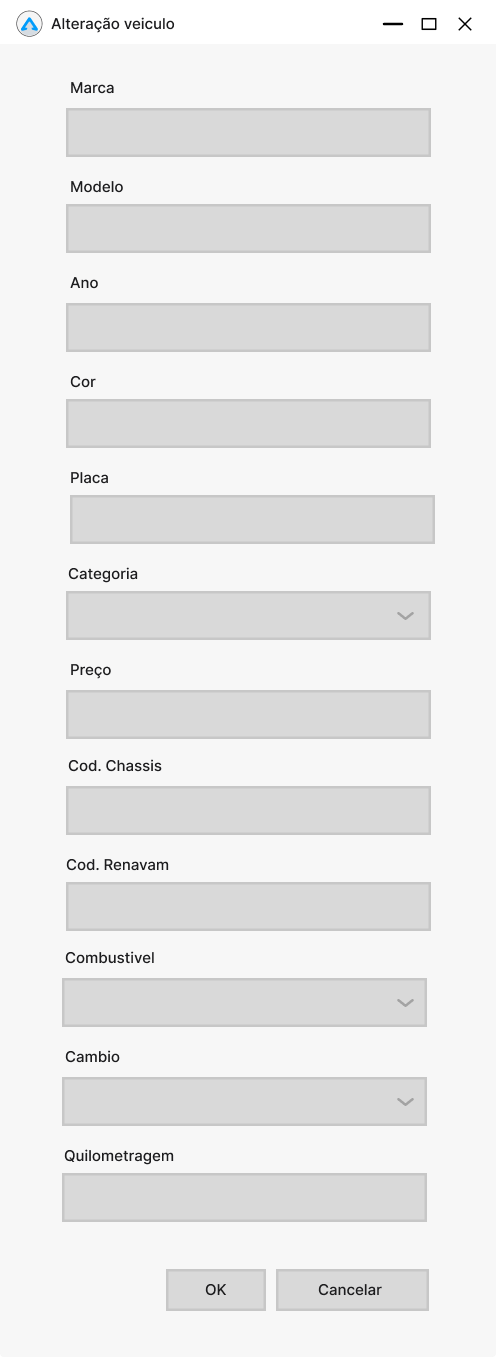 Alteração veiculo
Marca
Modelo
Ano
Cor
Placa
Categoria
Preço
Cod. Chassis
Cod. Renavam
Combustivel
Cambio
Quilometragem
OK Cancelar